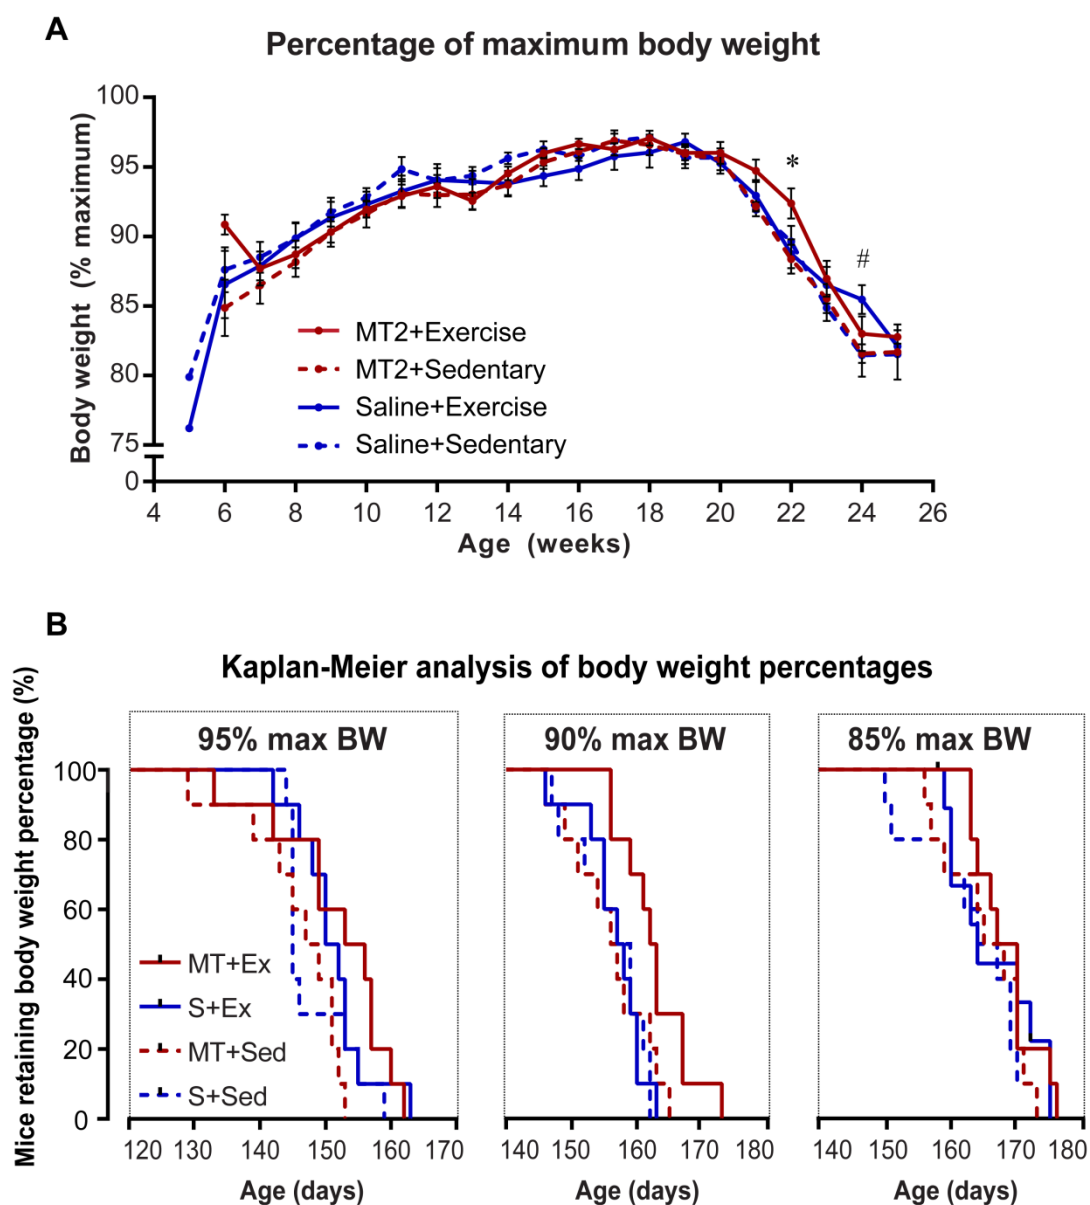 A
Percentage of maximum body weight
Body weight (% maximum)
100
95
90
85
80
75
0
*
#
MT2+Exercise
MT2+Sedentary
Saline+Exercise
Saline+Sedentary
4 6 8 10 12 14 16 18 20 22 24 26
Age (weeks)
B
Kaplan-Meier analysis of body weight percentages
Mice retaining body weight percentage (%)
95% max BW 90% max BW 85% max BW
100
80
60
40
20
0
MT+Ex
S+Ex
MT+Sed
S+Sed
120 130 140 150 160 170 140 150 160 170 180 140 150 160 170 180
Age (days) Age (days) Age (days)